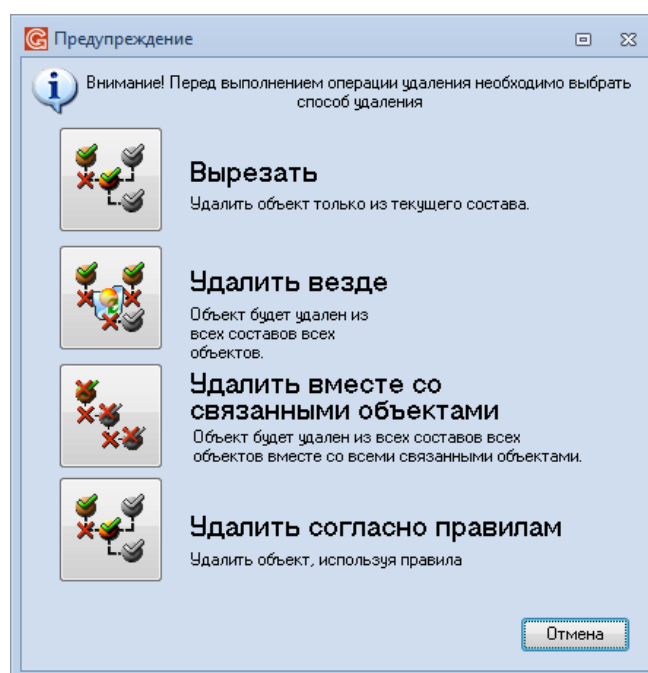 Предупреждение
Внимание! Перед выполнением операции удаления необходимо выбрать
способ удаления
Вырезать
Удалить объект только из текущего состава.
Удалить везде
Объект будет удален из
всех составов всех
объектов.
Удалить вместе со
связанными объектами
Объект будет удален из всех составов всех
объектов вместе со всеми связанными объектами.
Удалить согласно правилам
Удалить объект, используя правила
Отмена